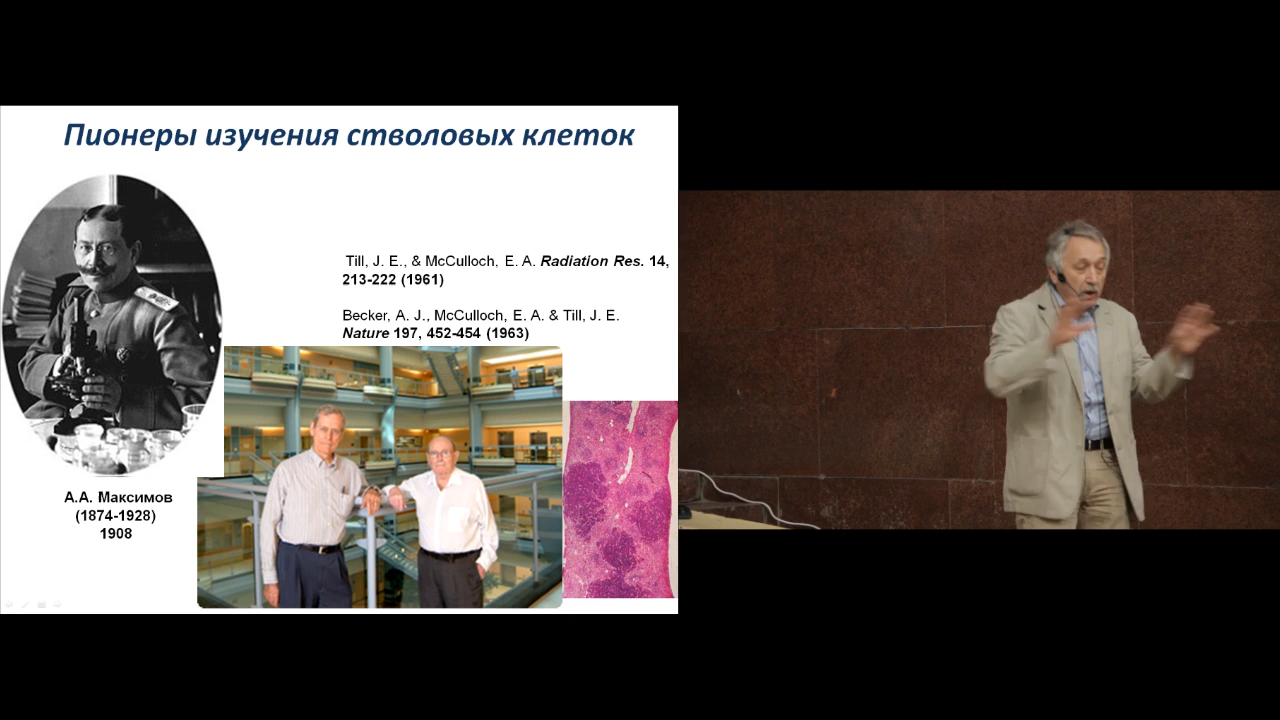 Пионеры изучения стволовых клеток
Till, J. E., & McCulloch, E. A. Radiation Res. 14,
213-222 (1961)
Becker, A. J., McCulloch, E. A. & Till, J. E.
Nature 197, 452-454 (1963)
А.А. Максимов
(1874-1928)
1908